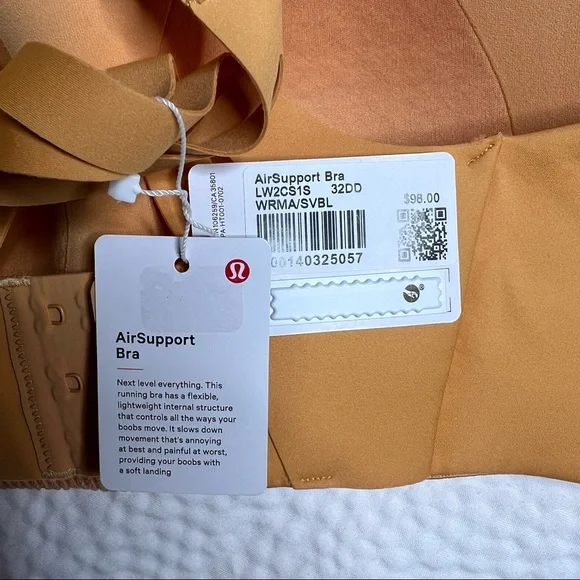 AirSupport Bra
LW2CS1S 32DD
WRMA/SVBL
$98.00
140325057
AirSupport
Bra
Next level everything. This
running bra has a flexible,
lightweight internal structure
that controls all the ways your
boobs move. It slows down
movement that's annoying
at best and painful at worst,
providing your boobs with
a soft landing